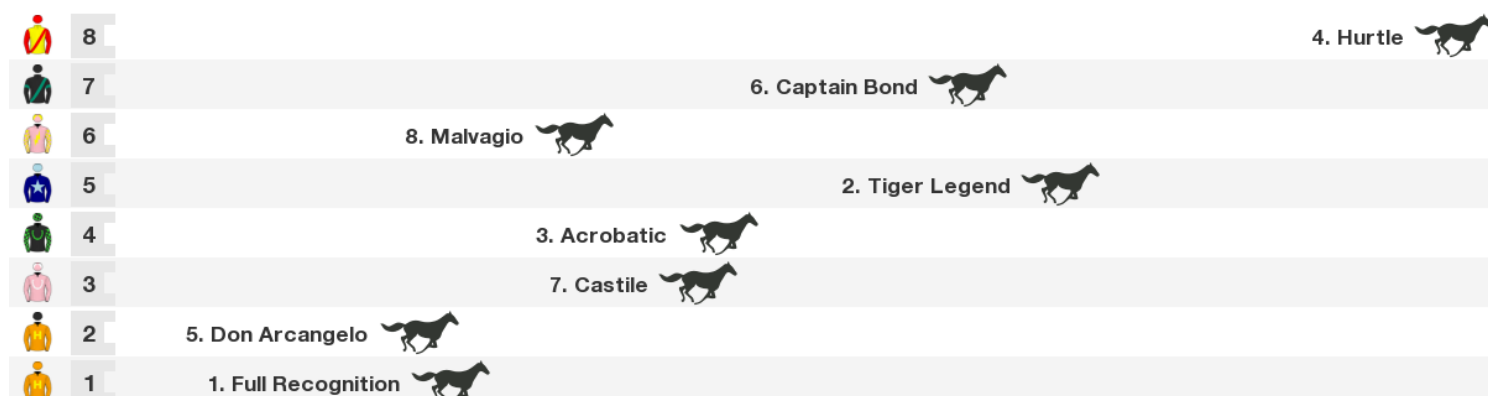 8 4. Hurtle
7 6. Captain Bond
6 8. Malvagio
5 2. Tiger Legend
4 3. Acrobatic
3 7. Castile
2 5. Don Arcangelo
1 1. Full Recognition